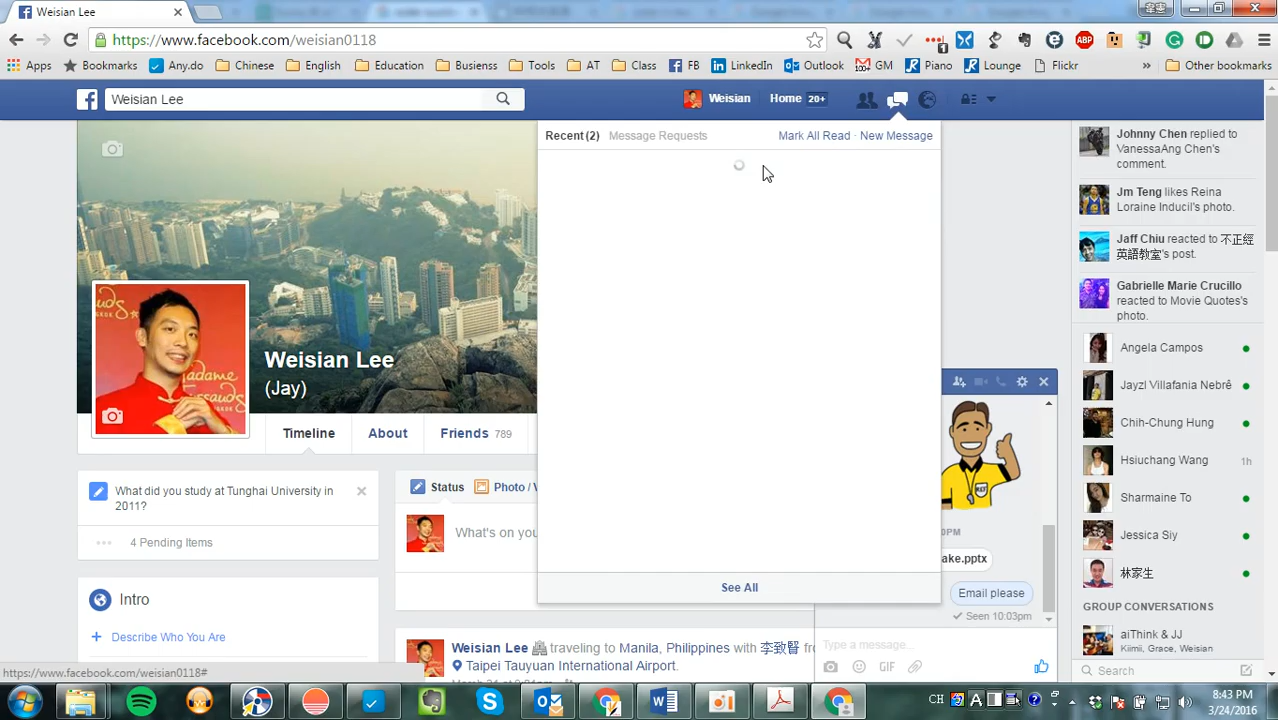 Weisian Lee
https://www.facebook.com/weisian0118
Apps Bookmarks Any.do Chinese English Education Busienss Tools AT Class FB LinkedIn Outlook GM Piano Lounge Flickr » Other bookmarks
Weisian Lee
Weisian Home 20+
Recent (2) Message Requests Mark All Read · New Message
See All
Weisian Lee
(Jay)
Timeline About Friends 789
What did you study at Tunghai University in
2011?
4 Pending Items
Intro
+ Describe Who You Are
Status Photo / V
What's on you
Weisian Lee traveling to Manila, Philippines with 李致賢
Taipei Tauyuan International Airport.
ake.pptx
Email please
Seen 10:03pm
Type a message...
GIF
Johnny Chen replied to
VanessaAng Chen's
comment.
Jm Teng likes Reina
Loraine Inducil's photo.
Jaff Chiu reacted to 不正經
英語教室's post.
Gabrielle Marie Crucillo
reacted to Movie Quotes's
photo.
Angela Campos
Jayzl Villafania Nebré
Chih-Chung Hung
Hsiuchang Wang 1h
Sharmaine To
Jessica Siy
林家生
GROUP CONVERSATIONS
aiThink & JJ
Kiimii, Grace, Weisian
Search
https://www.facebook.com/weisian0118#
CH
8:43 PM
3/24/2016